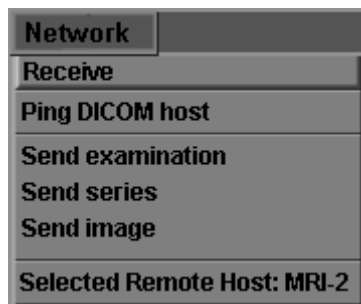 Network
Receive
Ping DICOM host
Send examination
Send series
Send image
Selected Remote Host: MRI-2